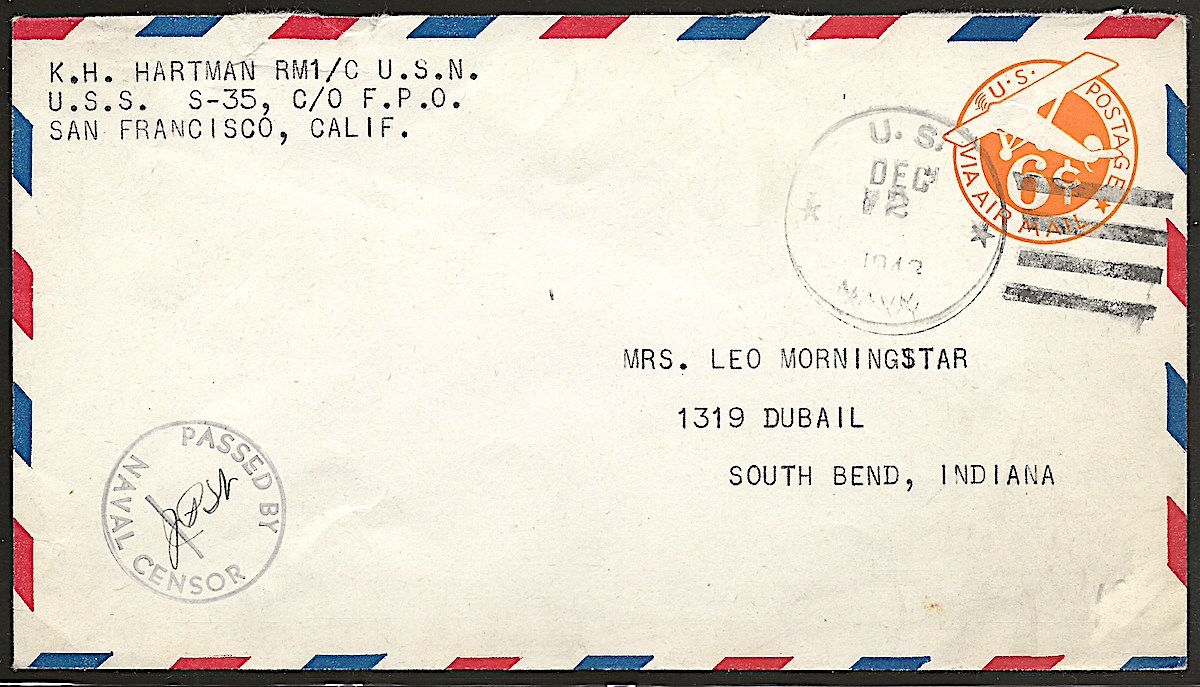 K.H. HARTMAN RM1/C U.S.N.
U.S.S. S-35, C/O F.P.O.
SAN FRANCISCO, CALIF.
U.S. POSTAGE
6¢
VIA AIR MAIL
U. S.
DEC
2
NAVY
MRS. LEO MORNINGSTAR
1319 DUBAIL
SOUTH BEND, INDIANA
PASSED BY
NAVAL CENSOR